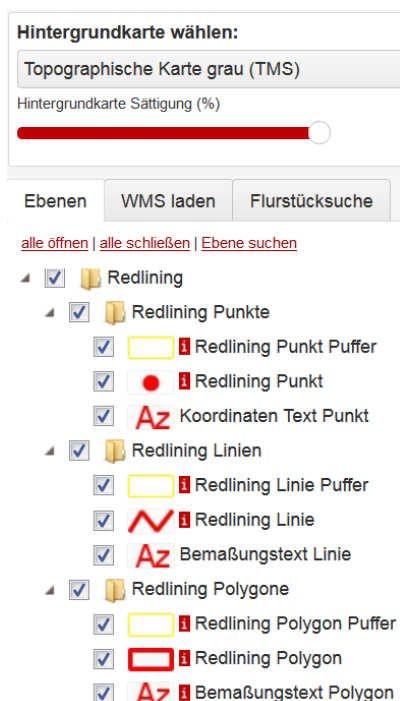 Hintergrundkarte wählen:
Topographische Karte grau (TMS)
Hintergrundkarte Sättigung (%)
Ebenen WMS laden Flurstücksuche
alle öffnen | alle schließen | Ebene suchen
Redlining
Redlining Punkte
i Redlining Punkt Puffer
i Redlining Punkt
Az Koordinaten Text Punkt
Redlining Linien
i Redlining Linie Puffer
i Redlining Linie
Az Bemaßungstext Linie
Redlining Polygone
i Redlining Polygon Puffer
i Redlining Polygon
Az i Bemaßungstext Polygon